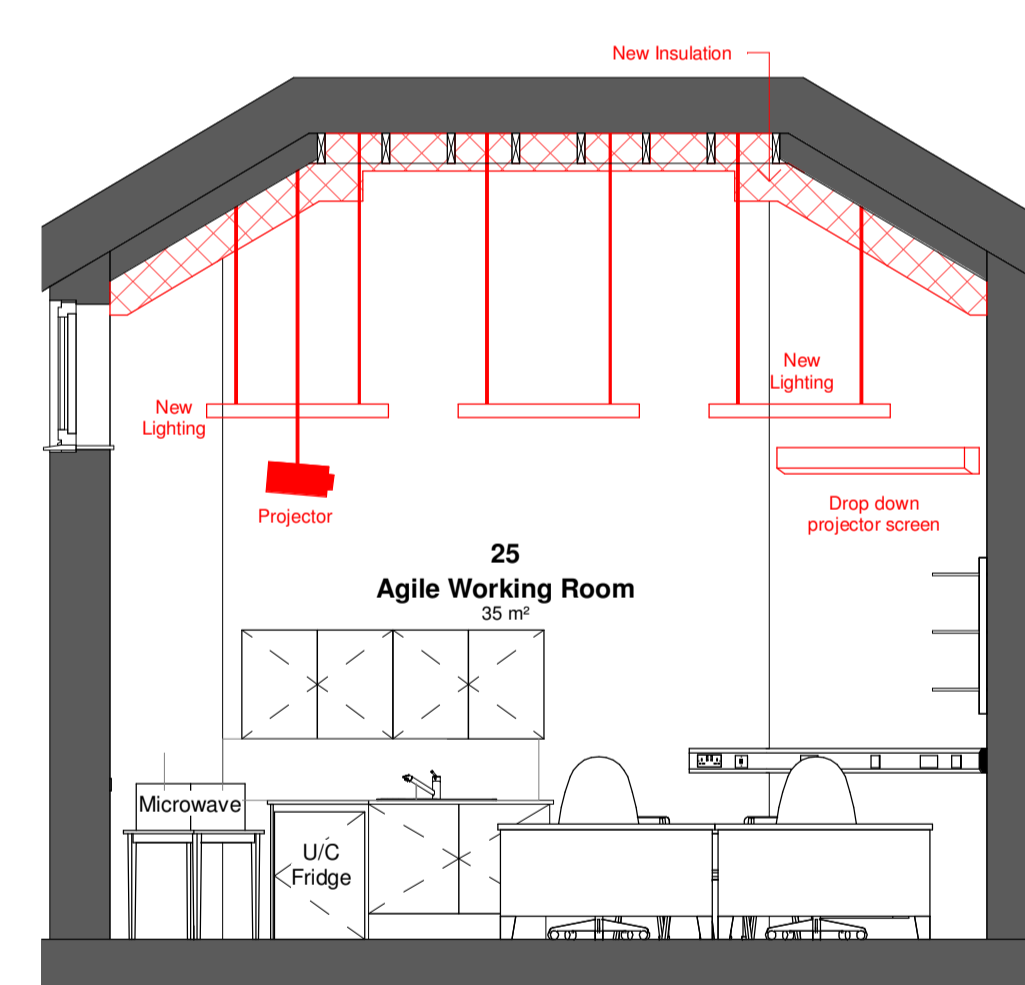 New Insulation
New
Lighting
New
Lighting
Projector
Drop down
projector screen
25
Agile Working Room
35 m²
Microwave
U/C
Fridge